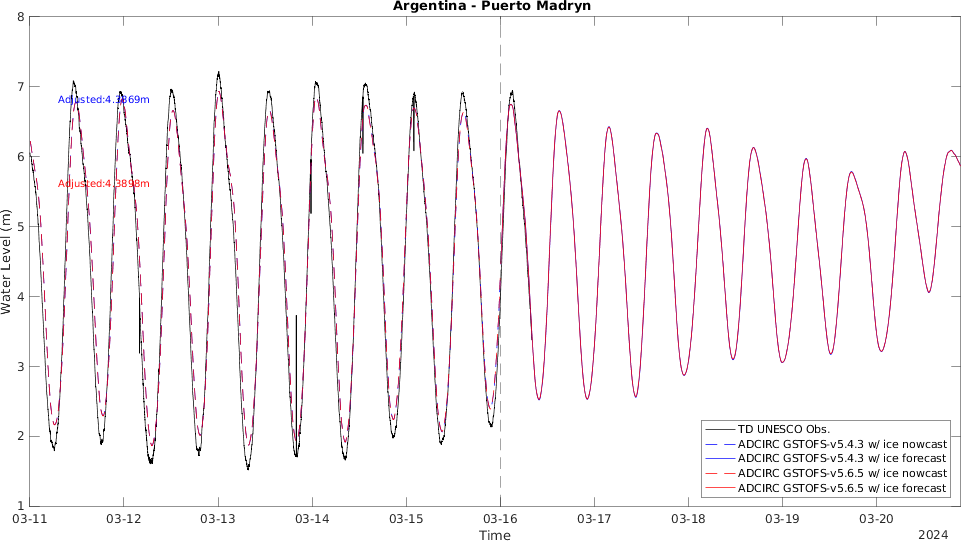 Argentina - Puerto Madryn
8
7
6
5
4
3
2
1
Water Level (m)
Adjusted:4.3869m
Adjusted:4.3898m
TD UNESCO Obs.
ADCIRC GSTOFS-v5.4.3 w/ ice nowcast
ADCIRC GSTOFS-v5.4.3 w/ ice forecast
ADCIRC GSTOFS-v5.6.5 w/ ice nowcast
ADCIRC GSTOFS-v5.6.5 w/ ice forecast
03-11 03-12 03-13 03-14 03-15 03-16 03-17 03-18 03-19 03-20
Time
2024